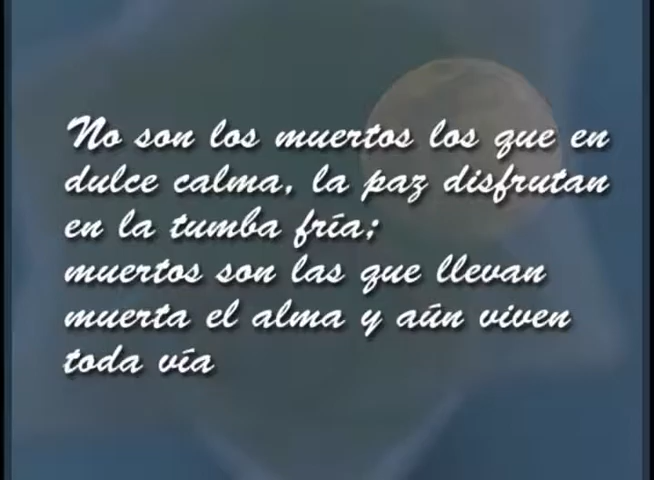 No son los muertos los que en
dulce calma, la paz disfrutan
en la tumba fría;
muertos son las que llevan
muerta el alma y aún viven
toda vía